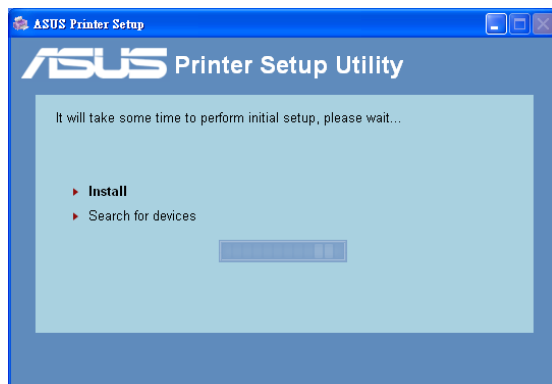 ASUS Printer Setup
ASUS Printer Setup Utility
It will take some time to perform initial setup, please wait...
Install
Search for devices